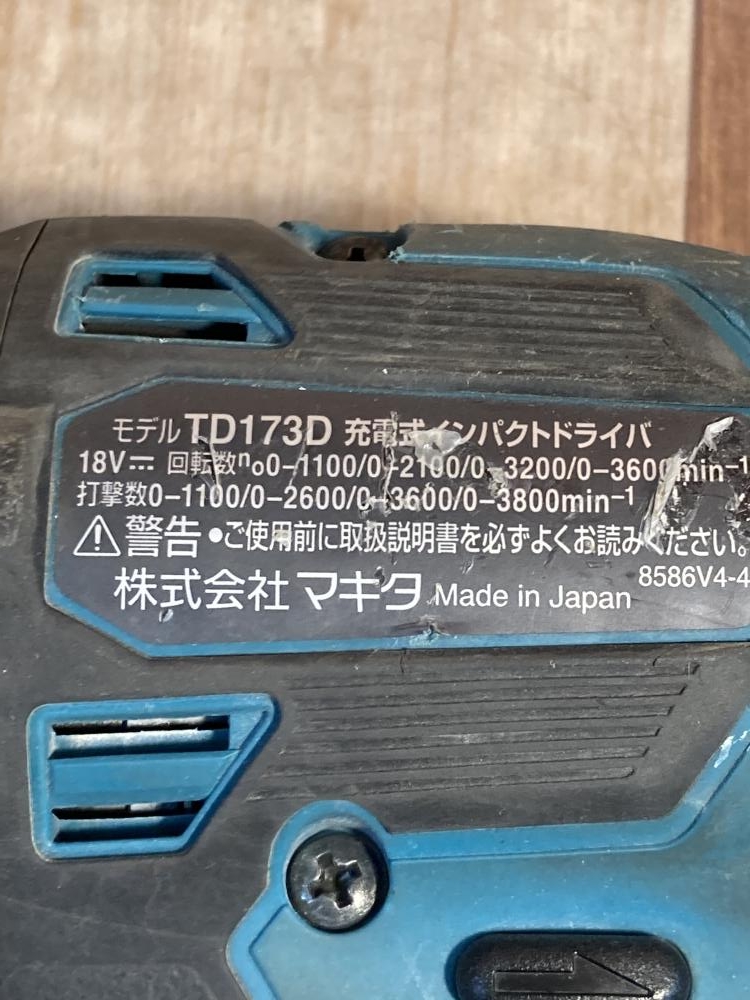 モデル TD173D 充電式インパクトドライバ
18V⎓ 回転数n₀0-1100/0-2100/0-3200/0-3600min⁻¹
打撃数0-1100/0-2600/0-3600/0-3800min⁻¹
⚠警告 ●ご使用前に取扱説明書を必ずよくお読みください。
8586V4-4
株式会社マキタ Made in Japan